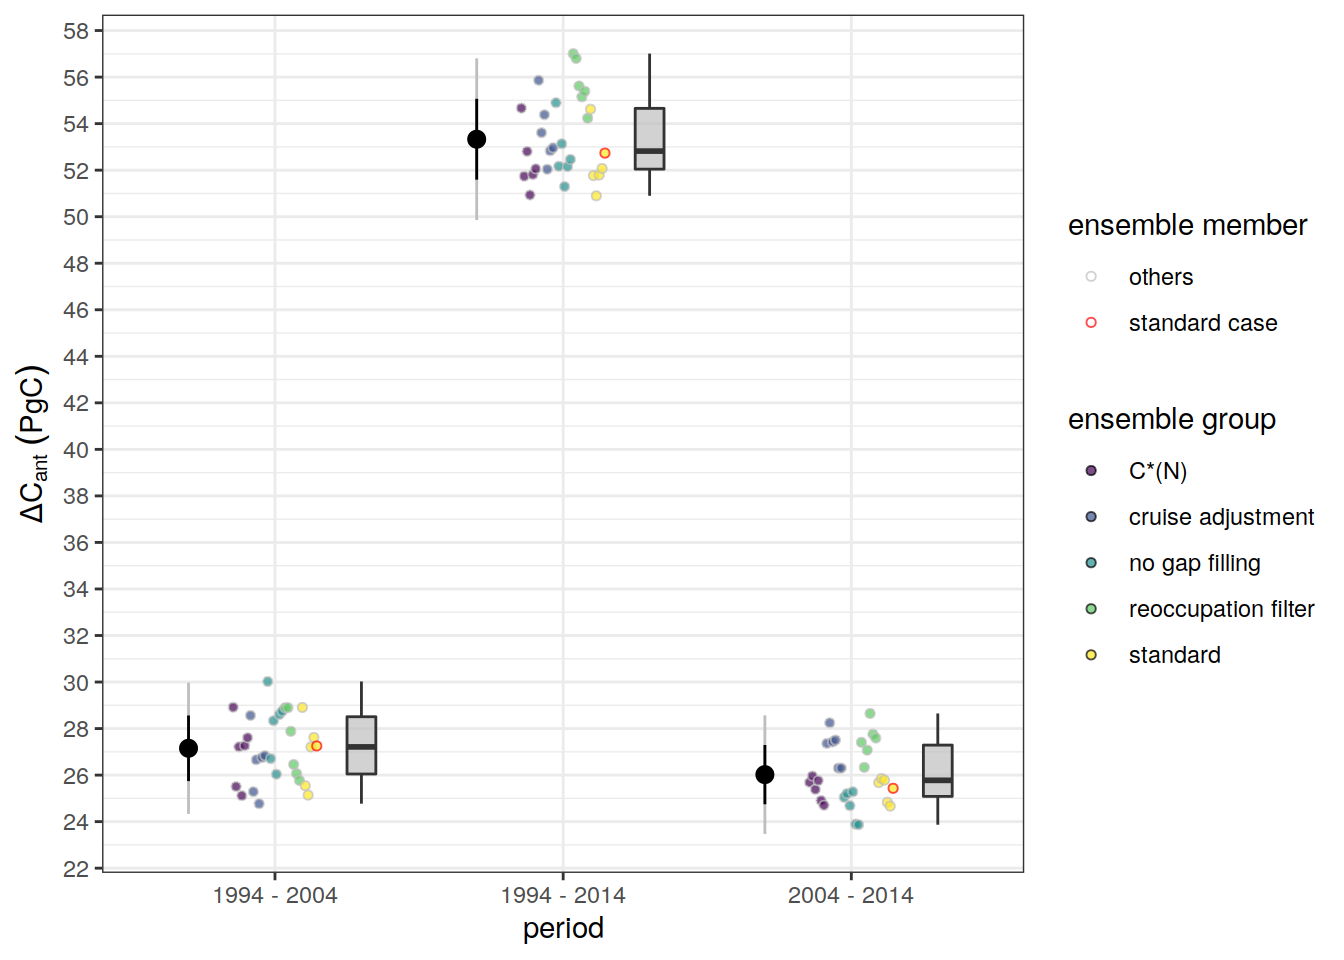 58
56
54
52
50
48
46
44
42
40
38
36
34
32
30
28
26
24
22
ΔCant (PgC)
1994 - 2004
1994 - 2014
2004 - 2014
period
ensemble member
others
standard case
ensemble group
C*(N)
cruise adjustment
no gap filling
reoccupation filter
standard